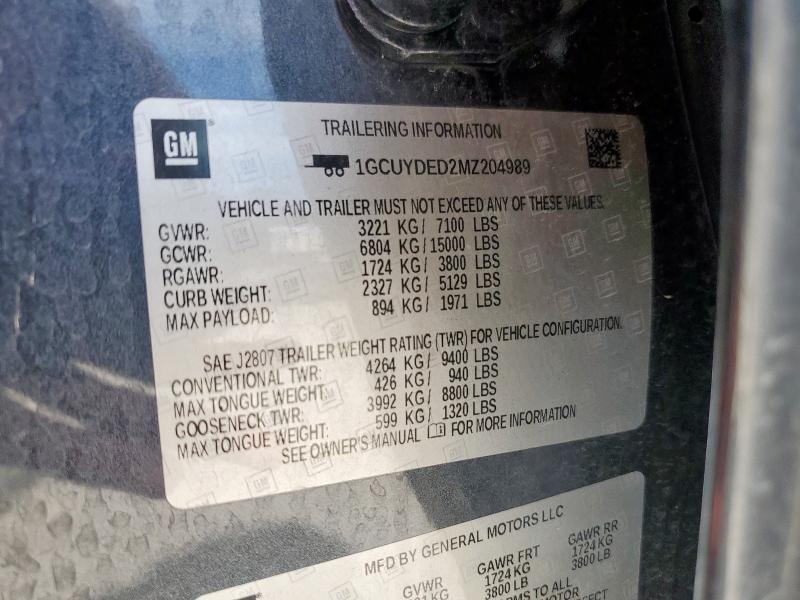 GM
TRAILERING INFORMATION
1GCUYDED2MZ204989
VEHICLE AND TRAILER MUST NOT EXCEED ANY OF THESE VALUES.
GVWR: 3221 KG/ 7100 LBS
GCWR: 6804 KG/15000 LBS
RGAWR: 1724 KG/ 3800 LBS
CURB WEIGHT: 2327 KG/ 5129 LBS
MAX PAYLOAD: 894 KG/ 1971 LBS
SAE J2807 TRAILER WEIGHT RATING (TWR) FOR VEHICLE CONFIGURATION.
CONVENTIONAL TWR: 4264 KG/ 9400 LBS
MAX TONGUE WEIGHT: 426 KG/ 940 LBS
GOOSENECK TWR: 3992 KG/ 8800 LBS
MAX TONGUE WEIGHT: 599 KG/ 1320 LBS
SEE OWNER'S MANUAL FOR MORE INFORMATION
MFD BY GENERAL MOTORS LLC
GVWR GAWR FRT GAWR RR
1724 KG 1724 KG
3800 LB 3800 LB
TO ALL